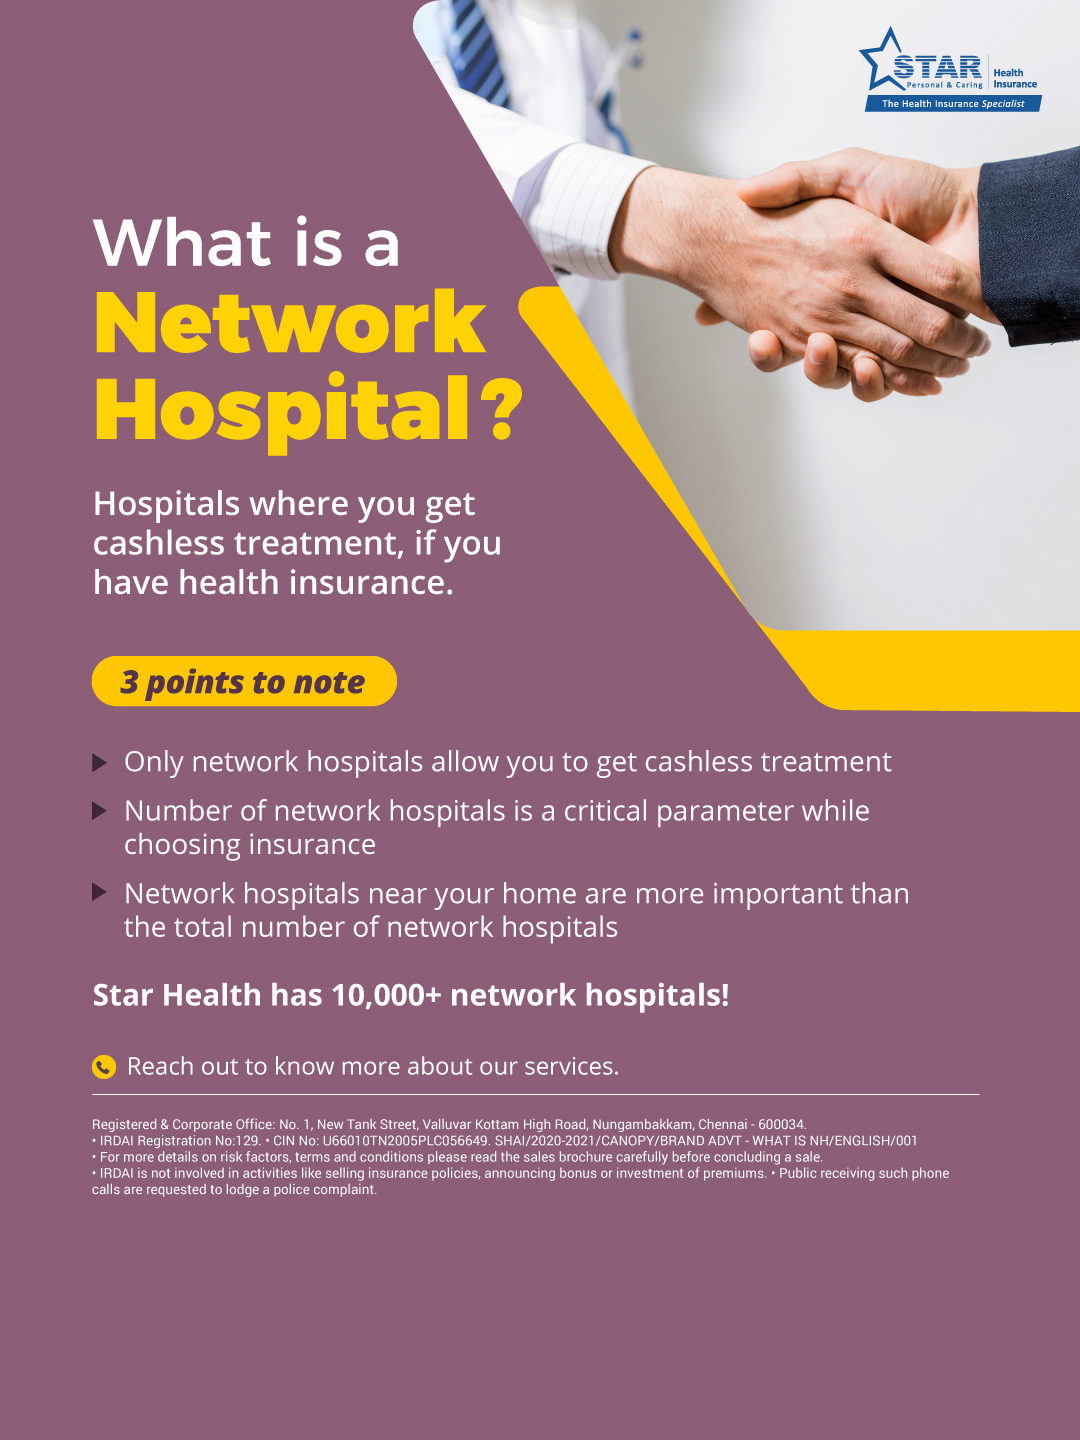 STAR
Personal & Caring
Health
Insurance
The Health Insurance Specialist
What is a
Network
Hospital?
Hospitals where you get
cashless treatment, if you
have health insurance.
3 points to note
Only network hospitals allow you to get cashless treatment
Number of network hospitals is a critical parameter while
choosing insurance
Network hospitals near your home are more important than
the total number of network hospitals
Star Health has 10,000+ network hospitals!
Reach out to know more about our services.
Registered & Corporate Office: No. 1, New Tank Street, Valluvar Kottam High Road, Nungambakkam, Chennai - 600034.
• IRDAI Registration No:129. • CIN No: U66010TN2005PLC056649. SHAI/2020-2021/CANOPY/BRAND ADVT - WHAT IS NH/ENGLISH/001
• For more details on risk factors, terms and conditions please read the sales brochure carefully before concluding a sale.
• IRDAI is not involved in activities like selling insurance policies, announcing bonus or investment of premiums. • Public receiving such phone
calls are requested to lodge a police complaint.